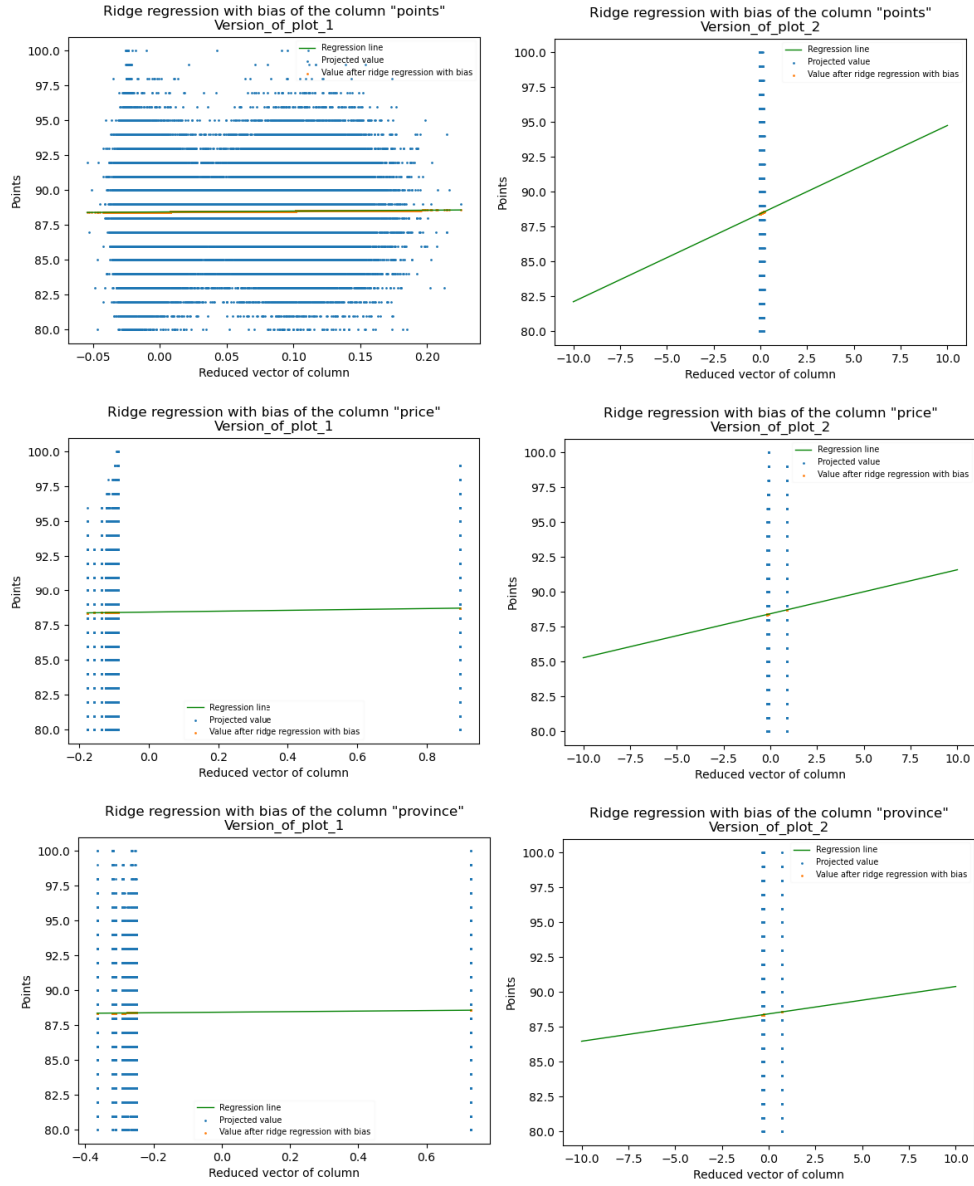 Ridge regression with bias of the column "points"
Version_of_plot_1
100.0
97.5
95.0
92.5
90.0
87.5
85.0
82.5
80.0
Points
Regression line
Projected value
Value after ridge regression with bias
−0.05
0.00
0.05
0.10
0.15
0.20
Reduced vector of column
Ridge regression with bias of the column "points"
Version_of_plot_2
100.0
97.5
95.0
92.5
90.0
87.5
85.0
82.5
80.0
Points
Regression line
Projected value
Value after ridge regression with bias
−10.0
−7.5
−5.0
−2.5
0.0
2.5
5.0
7.5
10.0
Reduced vector of column
Ridge regression with bias of the column "price"
Version_of_plot_1
100.0
97.5
95.0
92.5
90.0
87.5
85.0
82.5
80.0
Points
Regression line
Projected value
Value after ridge regression with bias
−0.2
0.0
0.2
0.4
0.6
0.8
Reduced vector of column
Ridge regression with bias of the column "price"
Version_of_plot_2
100.0
97.5
95.0
92.5
90.0
87.5
85.0
82.5
80.0
Points
Regression line
Projected value
Value after ridge regression with bias
−10.0
−7.5
−5.0
−2.5
0.0
2.5
5.0
7.5
10.0
Reduced vector of column
Ridge regression with bias of the column "province"
Version_of_plot_1
100.0
97.5
95.0
92.5
90.0
87.5
85.0
82.5
80.0
Points
Regression line
Projected value
Value after ridge regression with bias
−0.4
−0.2
0.0
0.2
0.4
0.6
Reduced vector of column
Ridge regression with bias of the column "province"
Version_of_plot_2
100.0
97.5
95.0
92.5
90.0
87.5
85.0
82.5
80.0
Points
Regression line
Projected value
Value after ridge regression with bias
−10.0
−7.5
−5.0
−2.5
0.0
2.5
5.0
7.5
10.0
Reduced vector of column